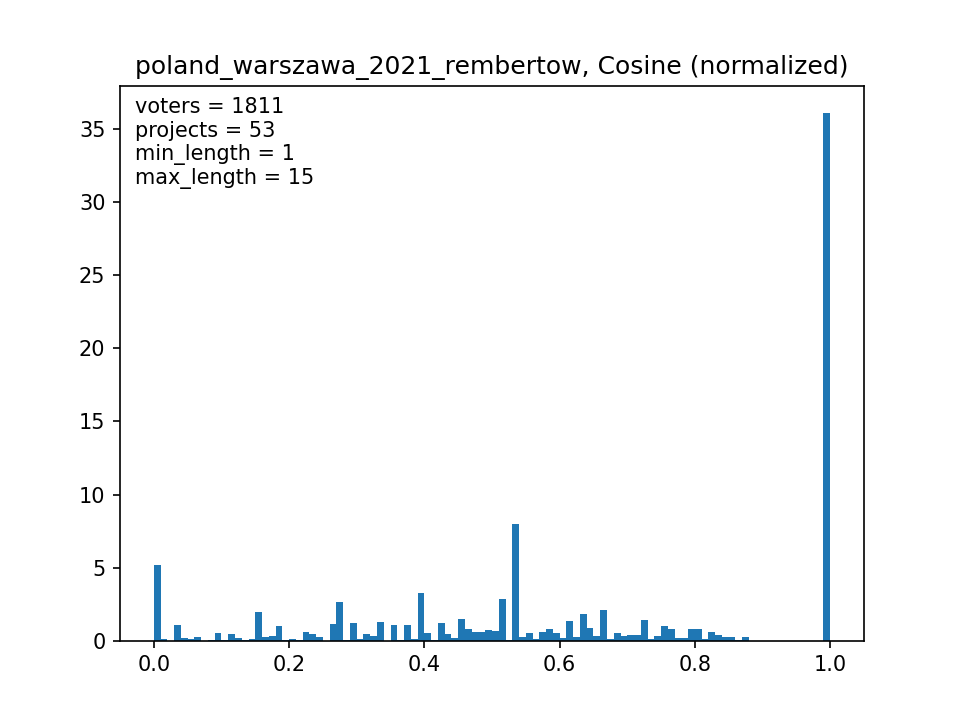 poland_warszawa_2021_rembertow, Cosine (normalized)
voters = 1811
projects = 53
min_length = 1
max_length = 15
35
30
25
20
15
10
5
0
0.0 0.2 0.4 0.6 0.8 1.0